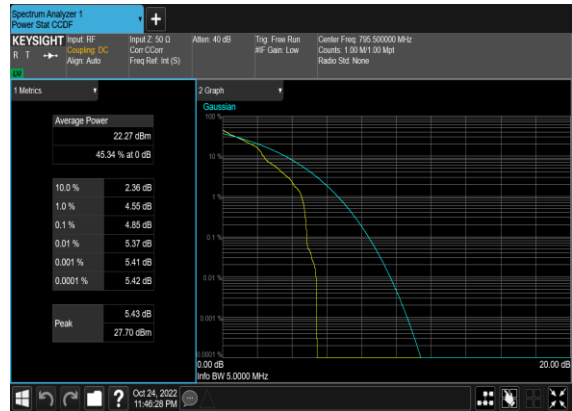 Spectrum Analyzer 1
Power Stat CCDF
+
KEYSIGHT Input: RF Input Z: 50 Ω Atten: 40 dB Trig: Free Run Center Freq: 795.500000 MHz
R T Coupling: DC Corr CCorr #IF Gain: Low Counts: 1.00 M/1.00 Mpt
Align: Auto Freq Ref: Int (S) Radio Std: None
1 Metrics 2 Graph
Average Power
22.27 dBm
45.34 % at 0 dB
10.0 % 2.36 dB
1.0 % 4.55 dB
0.1 % 4.85 dB
0.01 % 5.37 dB
0.001 % 5.41 dB
0.0001 % 5.42 dB
Peak 5.43 dB
27.70 dBm
Gaussian
100 %
10 %
1 %
0.1 %
0.01 %
0.001 %
0.0001 %
0.00 dB 20.00 dB
Info BW 5.0000 MHz
? Oct 24, 2022
11:46:28 PM